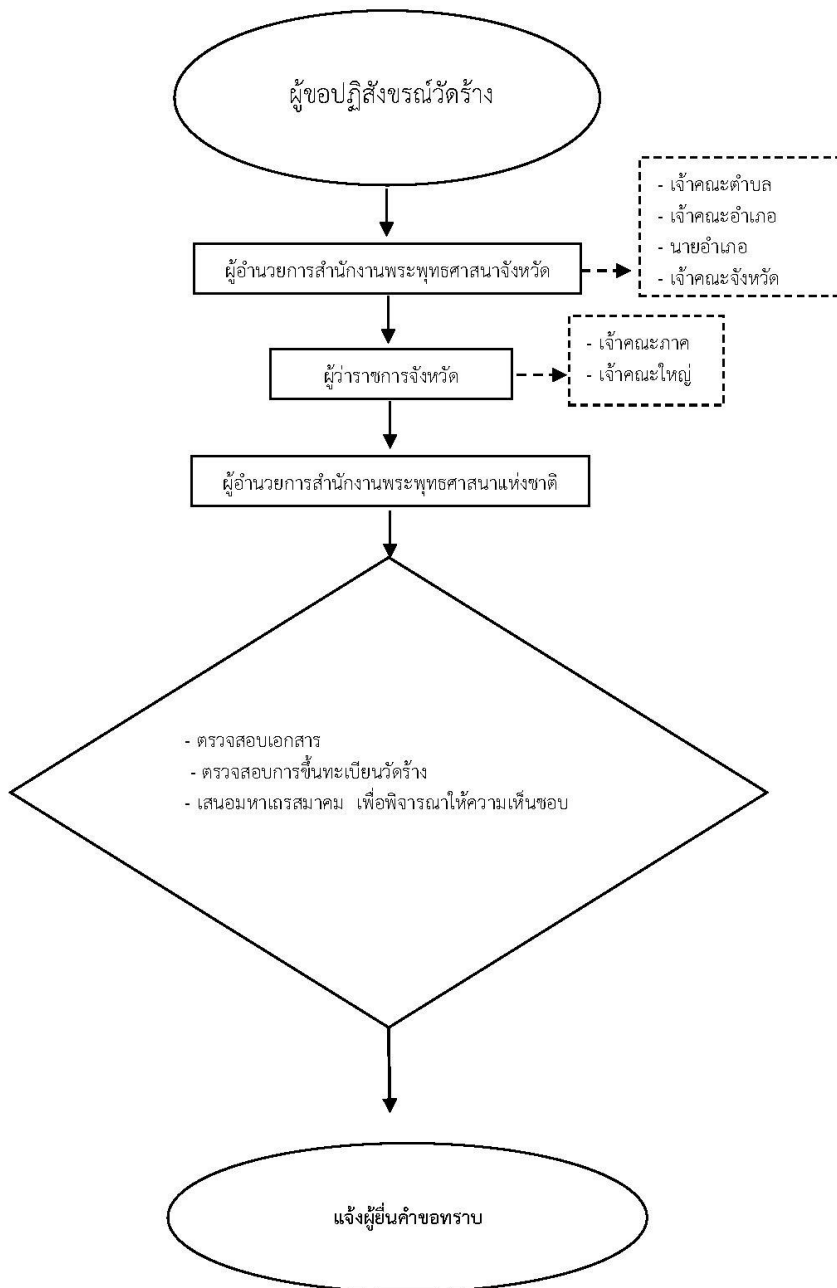 ผู้ขอปฏิสังขรณ์วัดร้าง
- เจ้าคณะตำบล
- เจ้าคณะอำเภอ
- นายอำเภอ
- เจ้าคณะจังหวัด
ผู้อำนวยการสำนักงานพระพุทธศาสนาจังหวัด
- เจ้าคณะภาค
- เจ้าคณะใหญ่
ผู้ว่าราชการจังหวัด
ผู้อำนวยการสำนักงานพระพุทธศาสนาแห่งชาติ
- ตรวจสอบเอกสาร
- ตรวจสอบการขึ้นทะเบียนวัดร้าง
- เสนอมหาเถรสมาคม เพื่อพิจารณาให้ความเห็นชอบ
แจ้งผู้ยื่นคำขอทราบ